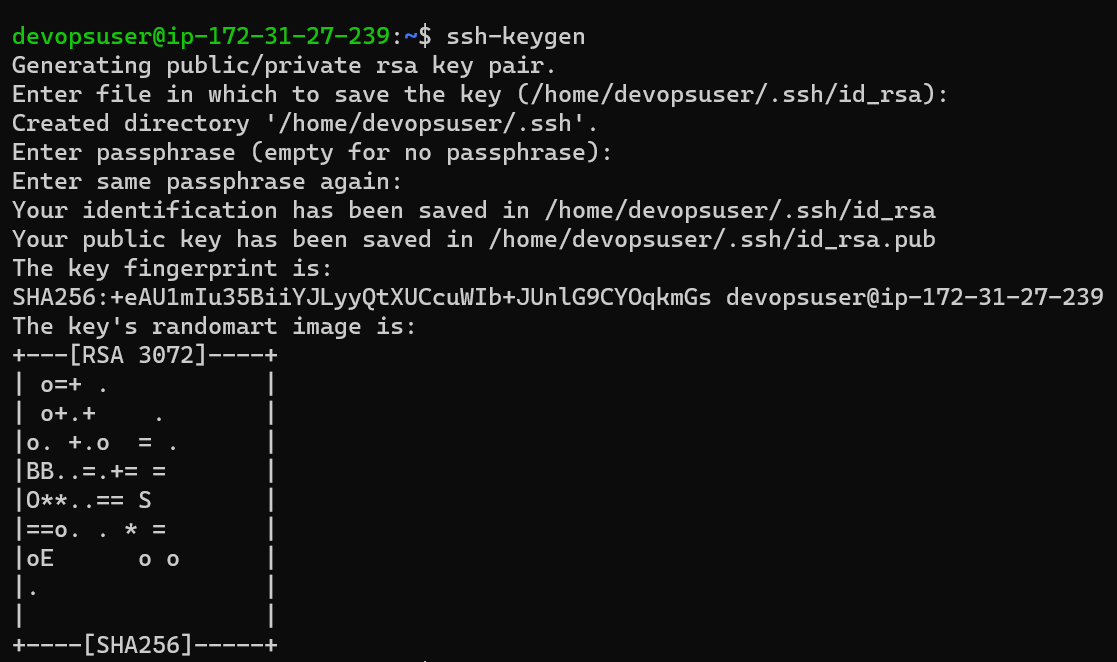 devopsuser@ip-172-31-27-239:~$ ssh-keygen
Generating public/private rsa key pair.
Enter file in which to save the key (/home/devopsuser/.ssh/id_rsa):
Created directory '/home/devopsuser/.ssh'.
Enter passphrase (empty for no passphrase):
Enter same passphrase again:
Your identification has been saved in /home/devopsuser/.ssh/id_rsa
Your public key has been saved in /home/devopsuser/.ssh/id_rsa.pub
The key fingerprint is:
SHA256:+eAU1mIu35BiiYJLyyQtXUCcuWIb+JUnlG9CYOqkmGs devopsuser@ip-172-31-27-239
The key's randomart image is:
+---[RSA 3072]----+
| o=+ .           |
| o+.+    .       |
|o. +.o  = .      |
|BB..=.+= =       |
|O**..== S        |
|==o. . * =       |
|oE      o o      |
|.                |
|                 |
+----[SHA256]-----+